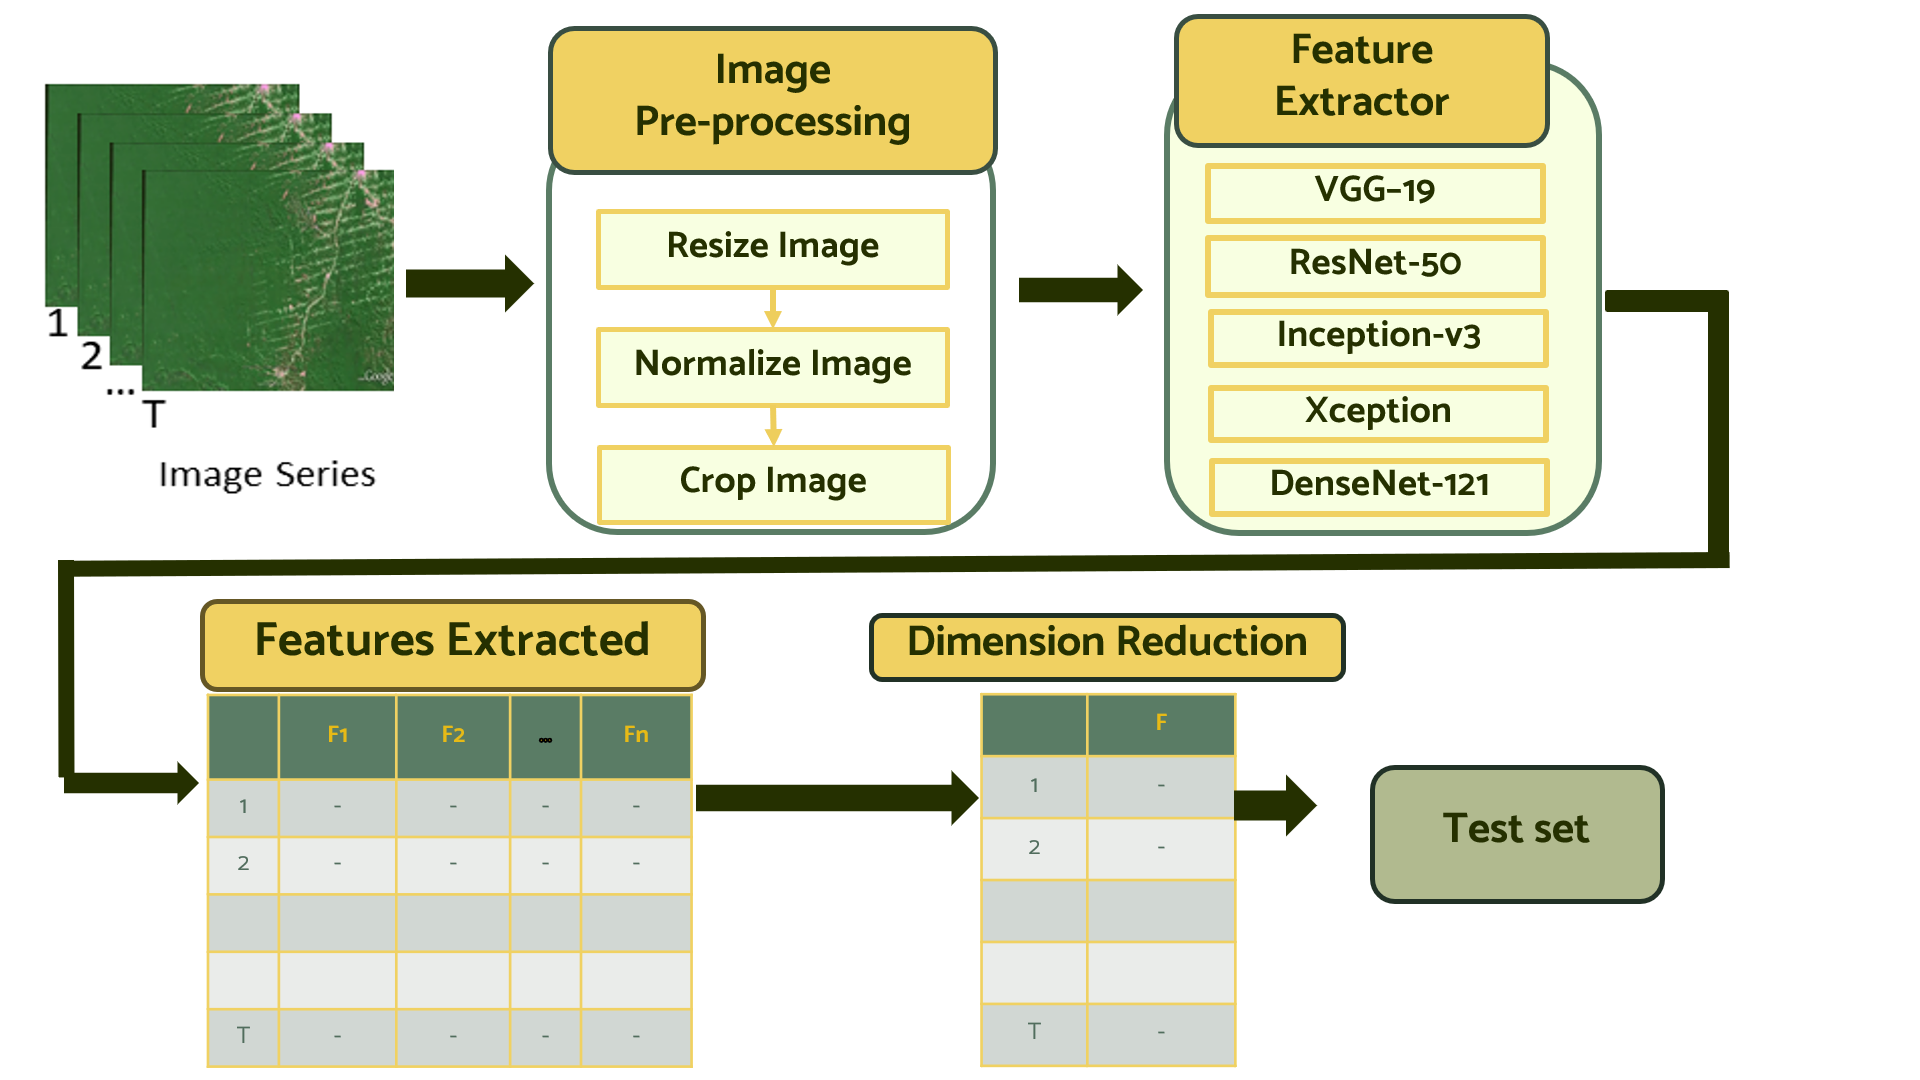 1
2
...
T
Image Series
...Google
Image
Pre-processing
Resize Image
Normalize Image
Crop Image
Feature
Extractor
VGG-19
ResNet-50
Inception-v3
Xception
DenseNet-121
Features Extracted
F1 F2 ... Fn
1 - - - -
2 - - - -
T - - - -
Dimension Reduction
F
1 -
2 -
T -
Test set